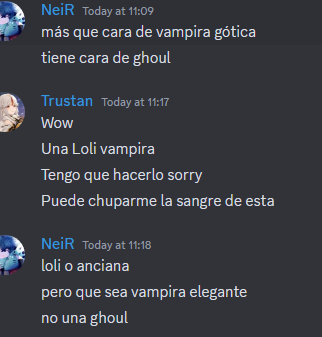 NeiR Today at 11:09
más que cara de vampira gótica
tiene cara de ghoul
Trustan Today at 11:17
Wow
Una Loli vampira
Tengo que hacerlo sorry
Puede chuparme la sangre de esta
NeiR Today at 11:18
loli o anciana
pero que sea vampira elegante
no una ghoul